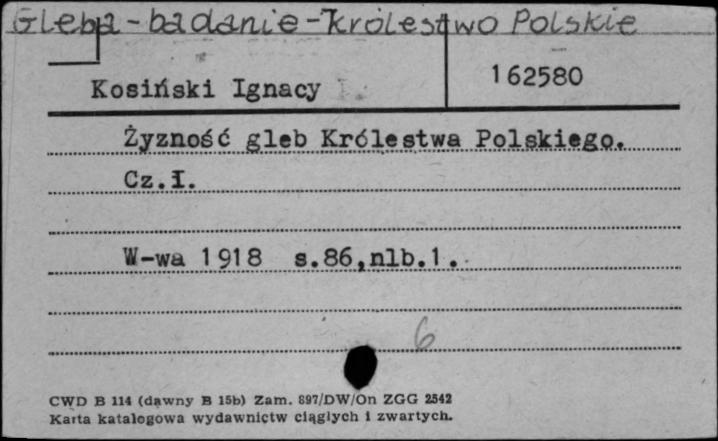 Gleba - badanie - Królestwo Polskie
Kosiński Ignacy
162580
Żyzność gleb Królestwa Polskiego.
Cz.I.
W-wa 1918 s.86,nlb.1.
6
CWD B 114 (dawny B 15b) Zam. 897/DW/On ZGG 2542
Karta katalogowa wydawnictw ciągłych i zwartych.